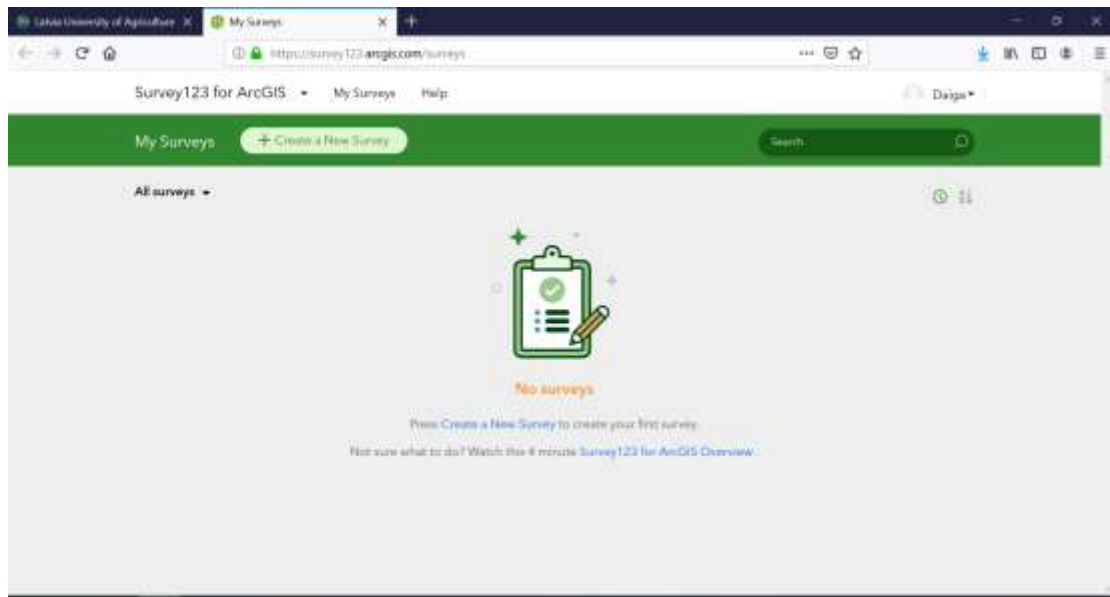 Latvia University of Agriculture
My Surveys
https://survey123.arcgis.com/surveys
Survey123 for ArcGIS My Surveys Help Daiga
My Surveys + Create a New Survey Search
All surveys
No surveys
Press Create a New Survey to create your first survey.
Not sure what to do? Watch this 4 minute Survey123 for ArcGIS Overview.